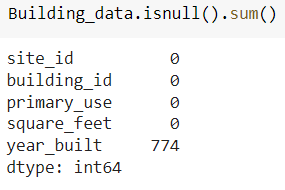 Building_data.isnull().sum()
site_id 0
building_id 0
primary_use 0
square_feet 0
year_built 774
dtype: int64